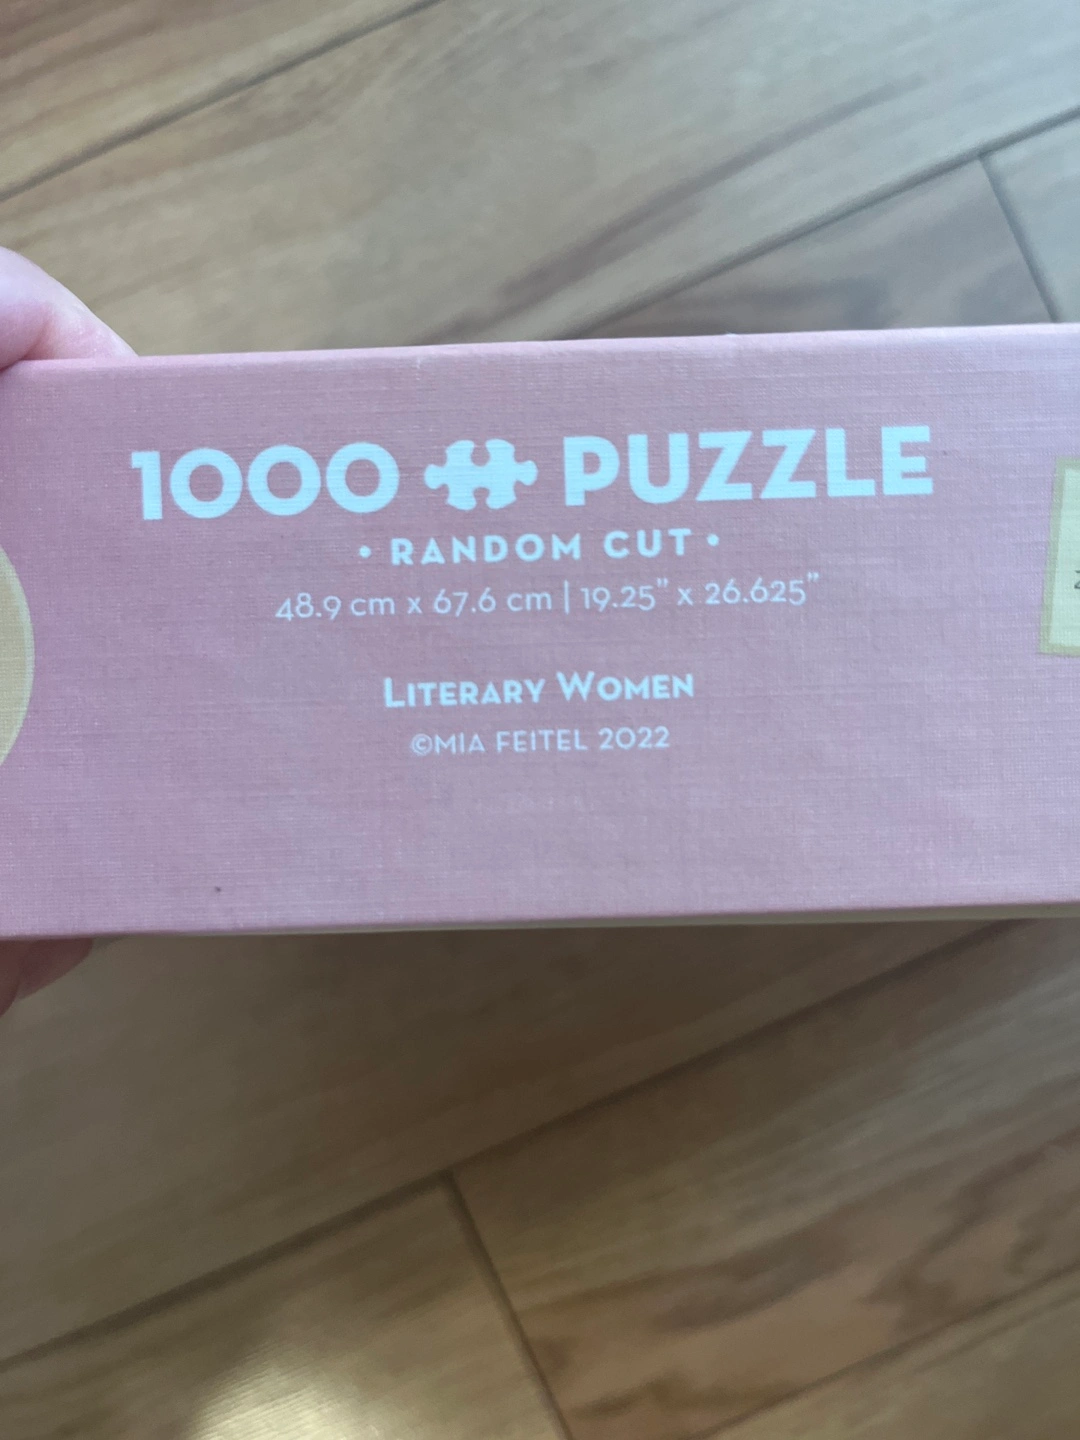 1000 PUZZLE
• RANDOM CUT •
48.9 cm x 67.6 cm | 19.25" x 26.625"
LITERARY WOMEN
©MIA FEITEL 2022